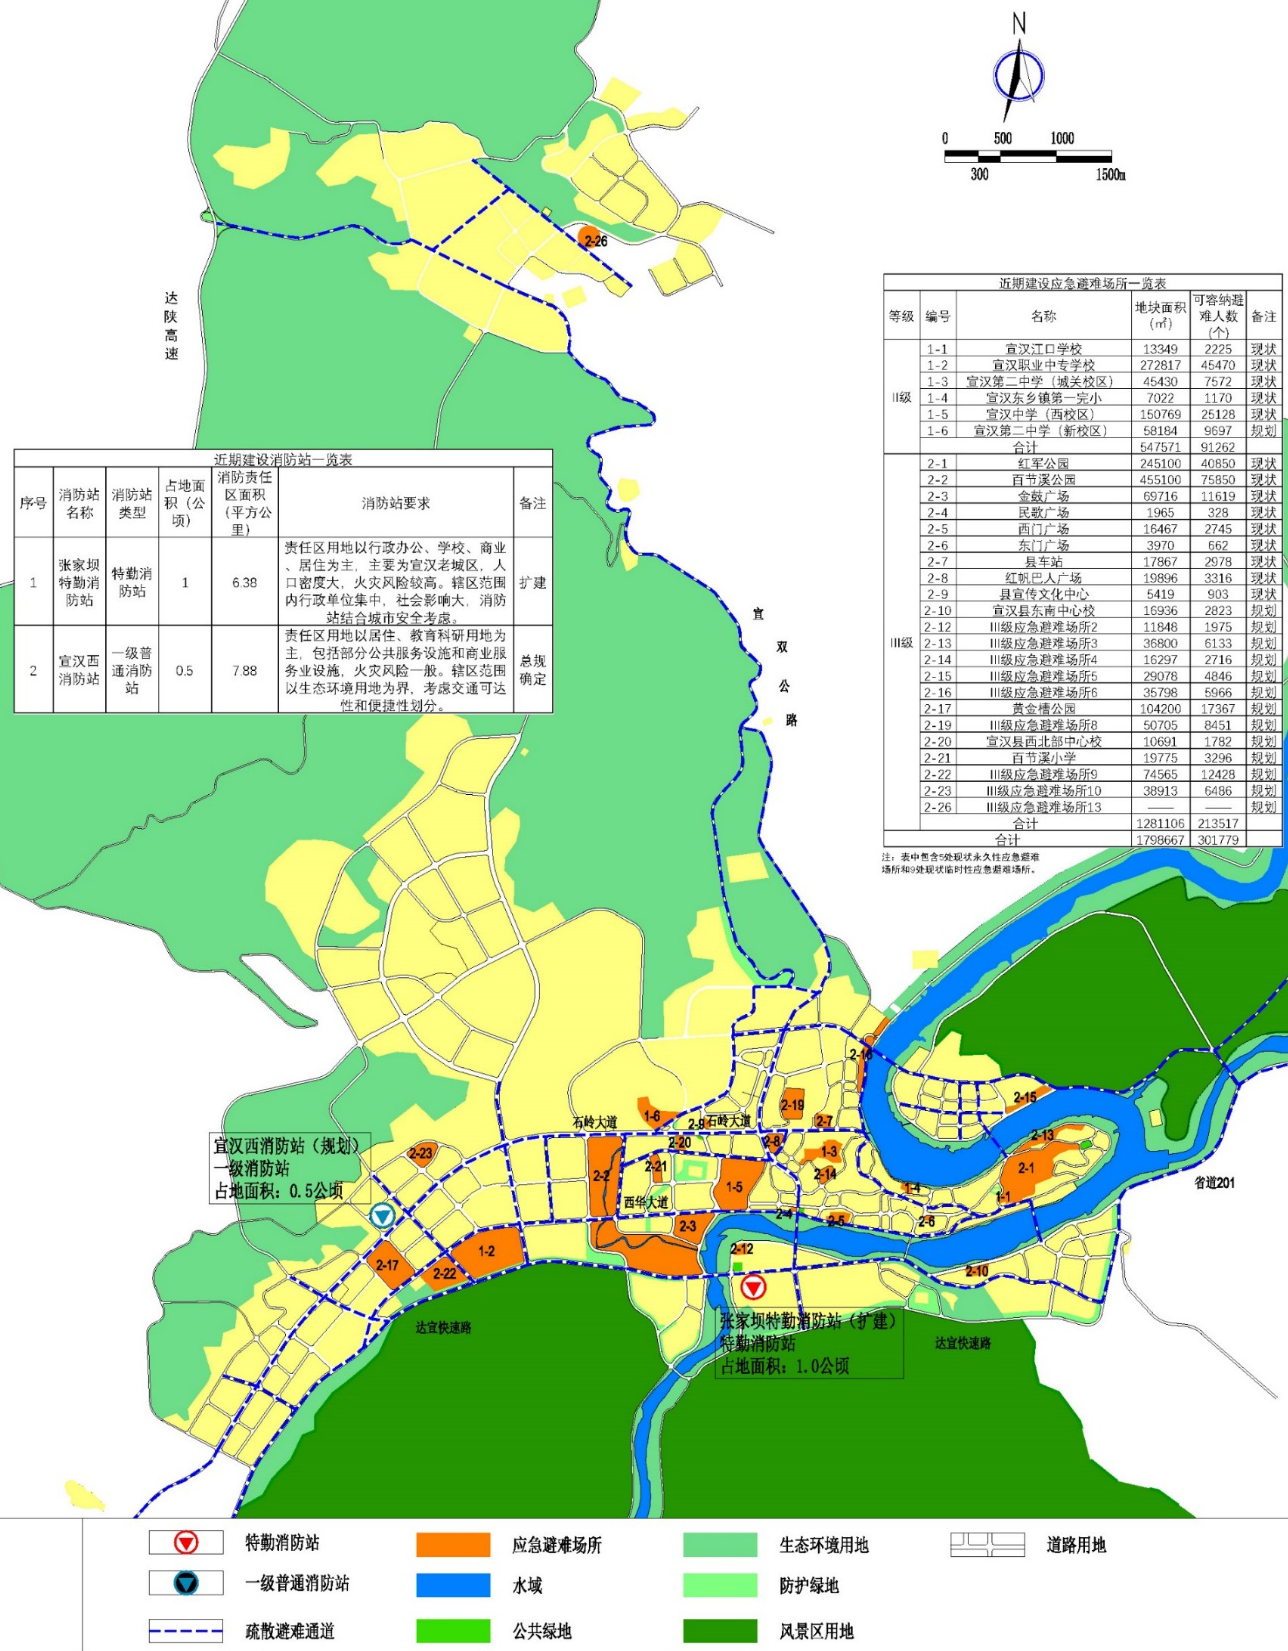 N
0 500 1000
300 1500m
2-26
达陕高速
近期建设应急避难场所一览表
等级 编号 名称 地块面积(㎡) 可容纳避难人数(个) 备注
II级
1-1 宣汉江口学校 13349 2225 现状
1-2 宣汉职业中专学校 272817 45470 现状
1-3 宣汉第二中学（城关校区） 45430 7572 现状
1-4 宣汉东乡镇第一完小 7022 1170 现状
1-5 宣汉中学（西校区） 150769 25128 现状
1-6 宣汉第二中学（新校区） 58184 9697 规划
合计 547571 91262
III级
2-1 红军公园 245100 40850 现状
2-2 百节溪公园 455100 75850 现状
2-3 金鼓广场 69716 11619 现状
2-4 民歌广场 1965 328 现状
2-5 西门广场 16467 2745 现状
2-6 东门广场 3970 662 现状
2-7 县车站 17867 2978 现状
2-8 红帆巴人广场 19896 3316 现状
2-9 县宣传文化中心 5419 903 现状
2-10 宣汉县东南中心校 16936 2823 规划
2-12 III级应急避难场所2 11848 1975 规划
2-13 III级应急避难场所3 36800 6133 规划
2-14 III级应急避难场所4 16297 2716 规划
2-15 III级应急避难场所5 29078 4846 规划
2-16 III级应急避难场所6 35798 5966 规划
2-17 黄金槽公园 104200 17367 规划
2-19 III级应急避难场所8 50705 8451 规划
2-20 宣汉县西北部中心校 10691 1782 规划
2-21 百节溪小学 19775 3296 规划
2-22 III级应急避难场所9 74565 12428 规划
2-23 III级应急避难场所10 38913 6486 规划
2-26 III级应急避难场所13 —— —— 规划
合计 1281106 213517
合计 1798667 301779
注：表中包含5处现状永久性应急避难
场所和9处现状临时性应急避难场所。
近期建设消防站一览表
序号 消防站名称 消防站类型 占地面积（公顷） 消防责任区面积（平方公里） 消防站要求 备注
1 张家坝特勤消防站 特勤消防站 1 6.38 责任区用地以行政办公、学校、商业、居住为主，主要为宣汉老城区，人口密度大，火灾风险较高。辖区范围内行政单位集中，社会影响大，消防站结合城市安全考虑。 扩建
2 宣汉西消防站 一级普通消防站 0.5 7.88 责任区用地以居住、教育科研用地为主，包括部分公共服务设施和商业服务业设施，火灾风险一般。辖区范围以生态环境用地为界，考虑交通可达性和便捷性划分。 总规确定
宣双公路
2-16
2-15
2-19
1-6
2-9
石岭大道
石岭大道
2-7
2-20
2-8
2-13
1-3
2-1
宣汉西消防站（规划）
一级消防站
占地面积：0.5公顷
2-23
2-2
2-21
1-5
2-14
1-4
1-1
省道201
西华大道
2-4
2-5
2-6
2-3
2-12
1-2
2-17
2-22
2-10
达宣快速路
张家坝特勤消防站（扩建）
特勤消防站
占地面积：1.0公顷
达宣快速路
特勤消防站 应急避难场所 生态环境用地 道路用地
一级普通消防站 水域 防护绿地
疏散避难通道 公共绿地 风景区用地